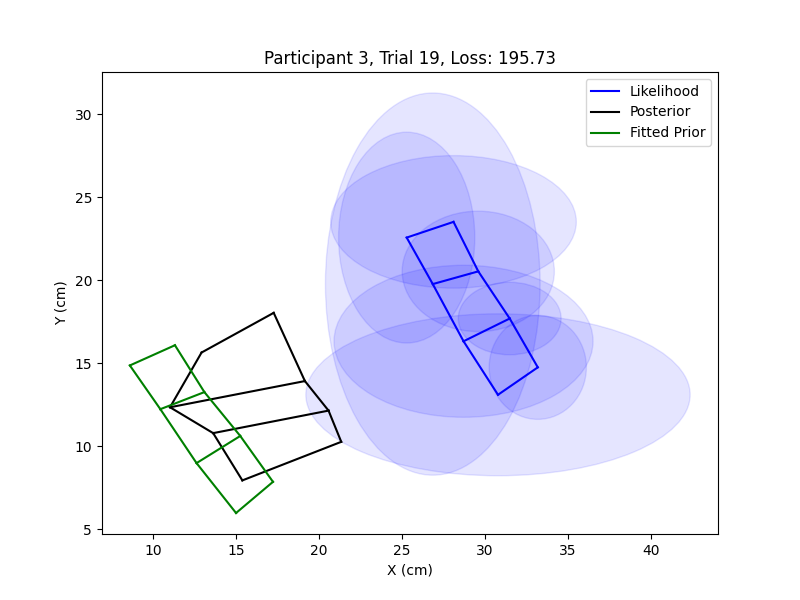 Participant 3, Trial 19, Loss: 195.73
Likelihood
Posterior
Fitted Prior
30
25
20
15
10
5
Y (cm)
10 15 20 25 30 35 40
X (cm)